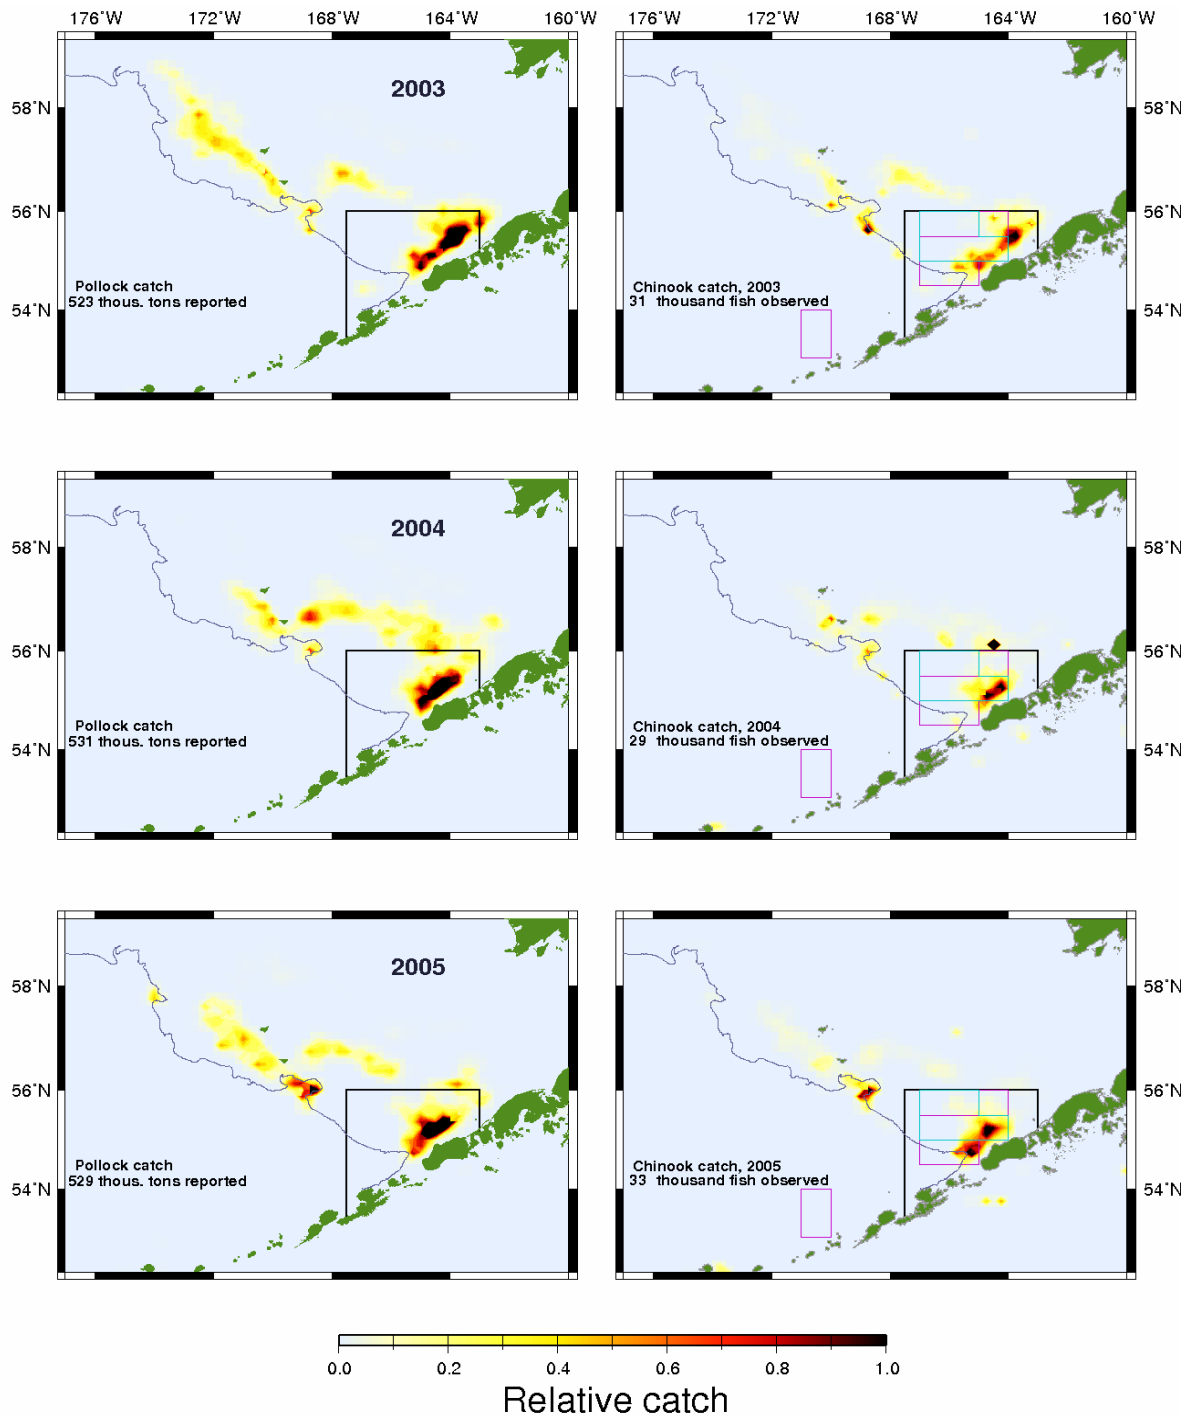 176˚W 172˚W 168˚W 164˚W 160˚W 176˚W 172˚W 168˚W 164˚W 160˚W
2003
58˚N 58˚N
56˚N 56˚N
Pollock catch
523 thous. tons reported
Chinook catch, 2003
31 thousand fish observed
54˚N 54˚N
2004
58˚N 58˚N
56˚N 56˚N
Pollock catch
531 thous. tons reported
Chinook catch, 2004
29 thousand fish observed
54˚N 54˚N
2005
58˚N 58˚N
56˚N 56˚N
Pollock catch
529 thous. tons reported
Chinook catch, 2005
33 thousand fish observed
54˚N 54˚N
0.0 0.2 0.4 0.6 0.8 1.0
Relative catch